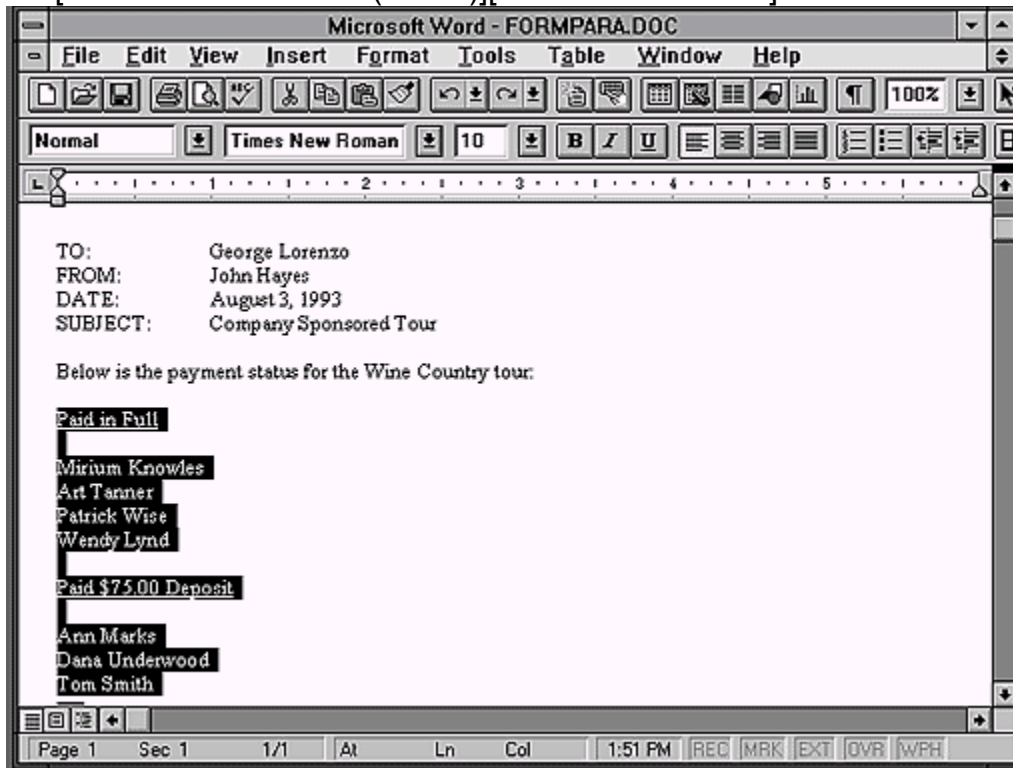 Microsoft Word - FORMPARA.DOC
File Edit View Insert Format Tools Table Window Help
ABC 100%
Normal Times New Roman 10 B I U
1 2 3 4 5
TO: George Lorenzo
FROM: John Hayes
DATE: August 3, 1993
SUBJECT: Company Sponsored Tour
Below is the payment status for the Wine Country tour:
Paid in Full
Mirium Knowles
Art Tanner
Patrick Wise
Wendy Lynd
Paid $75.00 Deposit
Ann Marks
Dana Underwood
Tom Smith
Page 1 Sec 1 1/1 At Ln Col 1:51 PM REC MRK EXT OVR WPH